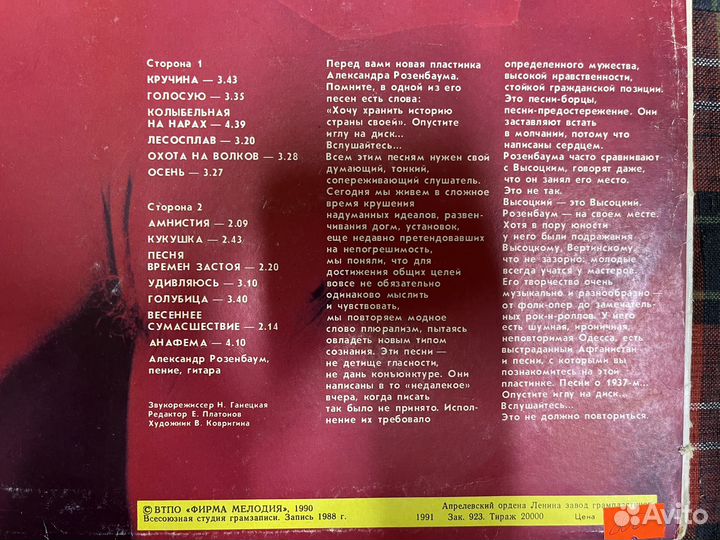 Сторона 1
КРУЧИНА — 3.43
ГОЛОСУЮ — 3.35
КОЛЫБЕЛЬНАЯ
НА НАРАХ — 4.39
ЛЕСОСПЛАВ — 3.20
ОХОТА НА ВОЛКОВ — 3.28
ОСЕНЬ — 3.27
Сторона 2
АМНИСТИЯ — 2.09
КУКУШКА — 2.43
ПЕСНЯ
ВРЕМЕН ЗАСТОЯ — 2.20
УДИВЛЯЮСЬ — 3.10
ГОЛУБИЦА — 3.40
ВЕСЕННЕЕ
СУМАСШЕСТВИЕ — 2.14
АНАФЕМА — 4.10
Александр Розенбаум,
пение, гитара
Звукорежиссер Н. Ганецкая
Редактор Е. Платонов
Художник В. Ковригина
Перед вами новая пластинка
Александра Розенбаума.
Помните, в одной из его
песен есть слова:
«Хочу хранить историю
страны своей». Опустите
иглу на диск...
Вслушайтесь...
Всем этим песням нужен свой
думающий, тонкий,
сопереживающий слушатель.
Сегодня мы живем в сложное
время крушения
надуманных идеалов, развен-
чивания догм, установок,
еще недавно претендовавших
на непогрешимость,
мы поняли, что для
достижения общих целей
вовсе не обязательно
одинаково мыслить
и чувствовать,
мы повторяем модное
слово плюрализм, пытаясь
овладеть новым типом
сознания. Эти песни —
не детище гласности,
не дань конъюнктуре. Они
написаны в то «недалекое»
вчера, когда писать
так было не принято. Испол-
нение их требовало
определенного мужества,
высокой нравственности,
стойкой гражданской позиции.
Это песни-борцы,
песни-предостережение. Они
заставляют встать
в молчании, потому что
написаны сердцем.
Розенбаума часто сравнивают
с Высоцким, говорят даже,
что он занял его место.
Это не так.
Высоцкий — это Высоцкий.
Розенбаум — на своем месте.
Хотя в пору юности
у него были подражания
Высоцкому, Вертинскому,
что не зазорно: молодые
всегда учатся у мастеров.
Его творчество очень
музыкально и разнообразно —
от фолк-опер до замечатель-
ных рок-н-роллов. У него
есть шумная, ироничная,
неповторимая Одесса, есть
выстраданный Афганистан
и песни, с которыми вы
познакомитесь на этой
пластинке. Песни о 1937-м...
Опустите иглу на диск...
Вслушайтесь...
Это не должно повториться.
© ВТПО «ФИРМА МЕЛОДИЯ», 1990
Всесоюзная студия грамзаписи. Запись 1988 г.
Апрелевский ордена Ленина завод грампластинок
1991 Зак. 923. Тираж 20000 Цена
Avito